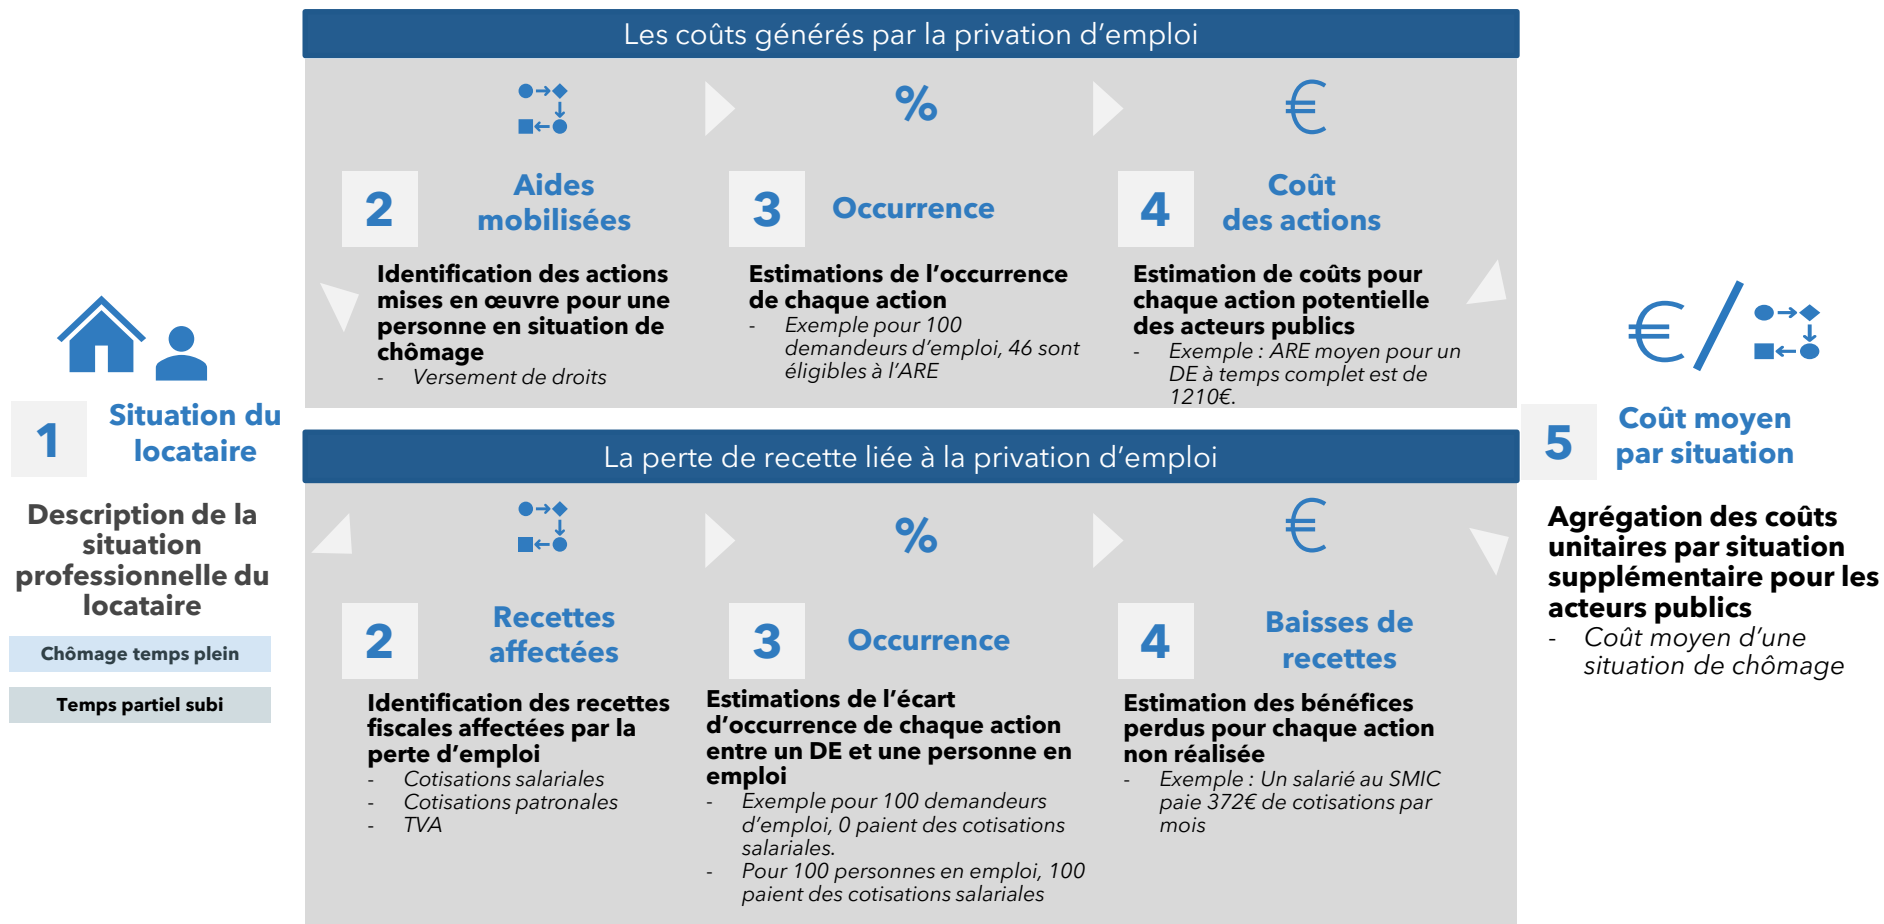 Les coûts générés par la privation d'emploi
%
€
2
Aides
mobilisées
3
Occurrence
4
Coût
des actions
Identification des actions
mises en œuvre pour une
personne en situation de
chômage
- Versement de droits
Estimations de l'occurrence
de chaque action
- Exemple pour 100
demandeurs d'emploi, 46 sont
éligibles à l'ARE
Estimation de coûts pour
chaque action potentielle
des acteurs publics
- Exemple : ARE moyen pour un
DE à temps complet est de
1210€.
1
Situation du
locataire
Description de la
situation
professionnelle du
locataire
Chômage temps plein
Temps partiel subi
La perte de recette liée à la privation d'emploi
%
€
2
Recettes
affectées
3
Occurrence
4
Baisses de
recettes
Identification des recettes
fiscales affectées par la
perte d'emploi
- Cotisations salariales
- Cotisations patronales
- TVA
Estimations de l'écart
d'occurrence de chaque action
entre un DE et une personne en
emploi
- Exemple pour 100 demandeurs
d'emploi, 0 paient des cotisations
salariales.
- Pour 100 personnes en emploi, 100
paient des cotisations salariales
Estimation des bénéfices
perdus pour chaque action
non réalisée
- Exemple : Un salarié au SMIC
paie 372€ de cotisations par
mois
€/
5
Coût moyen
par situation
Agrégation des coûts
unitaires par situation
supplémentaire pour les
acteurs publics
- Coût moyen d'une
situation de chômage